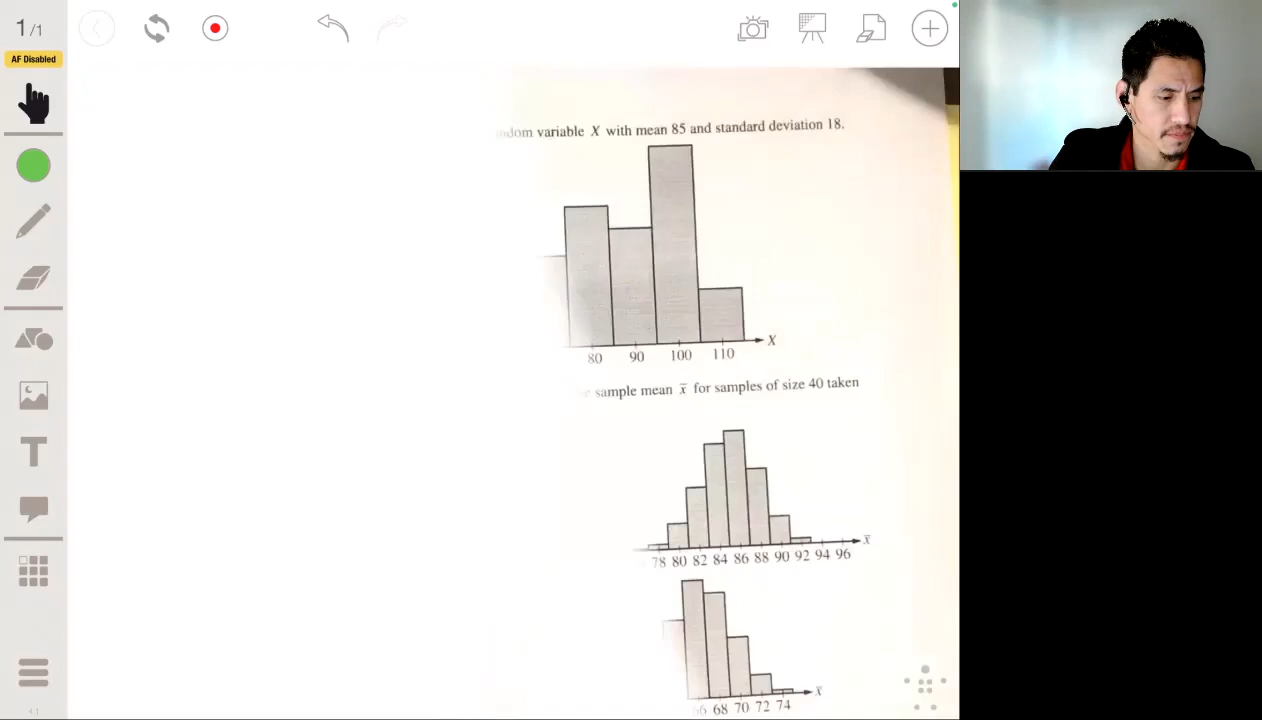 1/1
AF Disabled
variable X with mean 85 and standard deviation 18.
X
80 90 100 110
sample mean x̄ for samples of size 40 taken
x̄
78 80 82 84 86 88 90 92 94 96
x̄
68 70 72 74
T